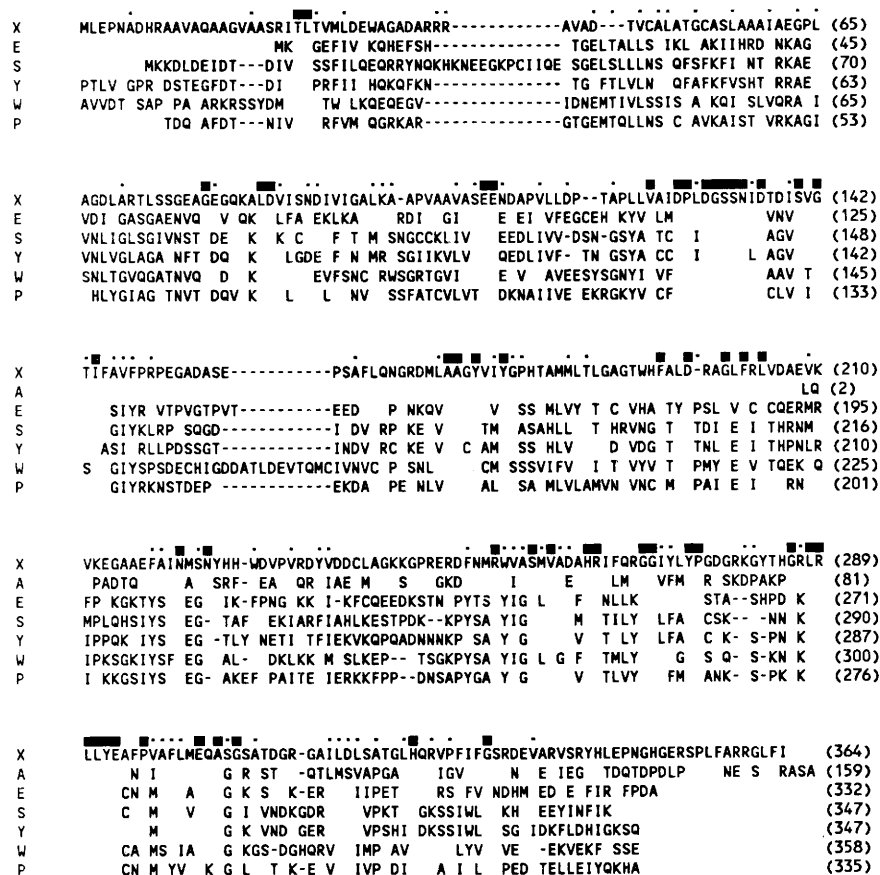 X MLEPNADHRAAVAQAAGVAASRITLTVMLDEWAGADARRR-------------AVAD---TVCALATGCASLAAAIAEGPL (65)
E MK GEFIV KQHEFSH-------------TGELTALLS IKL AKIIHRD NKAG (45)
S MKKDLDEIDT---DIV SSFILQEQRRYNQKHKNEEGKPCIIQE SGELSLLLNS QFSFKFI NT RKAE (70)
Y PTLV GPR DSTEGFDT---DI PRFII HKQKFKN-------------TG FTLVLN QFAFKFVSHT RRAE (63)
W AVVDT SAP PA ARKRSSYDM TW LKQEQEGV-------------IDNEMTIVLSSIS A KQI SLVQRA I (65)
P TDQ AFDT---NIV RFVM QGRKAR-------------GTGEMTQLLNS C AVKAIST VRKAGI (53)
X AGDLARTLSSGEAGEGQKALDVISNDIVIGALKA-APVAAVASEENDAPVLLDP--TAPLLVAIDPLDGSSNIDTDISVG (142)
E VDI GASGAENVQ V QK LFA EKLKA RDI GI E EI VFEGCEH KYV LM VNV (125)
S VNLIGLSGIVNST DE K K C F T M SNGCCKLIV EEDLIVV-DSN-GSYA TC I AGV (148)
Y VNLVGLAGA NFT DQ K LGDE F N MR SGIIKVLV QEDLIVF- TN GSYA CC I L AGV (142)
W SNLTGVQGATNVQ D K EVFSNC RWSGRTGVI E V AVEESYSGNYI VF AAV T (145)
P HLYGIAG TNVT DQV K L L NV SSFATCVLVT DKNAIIVE EKRGKYV CF CLV I (133)
X TIFAVFPRPEGADASE-----------PSAFLQNGRDMLAAGYVIYGPHTAMMLTLGAGTWHFALD-RAGLFRLVDAEVK (210)
A LQ (2)
E SIYR VTPVGTPVT-----------EED P NKQV V SS MLVY T C VHA TY PSL V C CQERMR (195)
S GIYKLRP SQGD -----------I DV RP KE V TM ASAHLL T HRVNG T TDI E I THRNM (216)
Y ASI RLLPDSSGT -----------INDV RC KE V C AM SS HLV D VDG T TNL E I THPNLR (210)
W S GIYSPSDECHIGDDATLDEVTQMCIVNVC P SNL CM SSSVIFV I T VYV T PMY E V TQEK Q (225)
P GIYRKNSTDEP -----------EKDA PE NLV AL SA MLVLAMVN VNC M PAI E I RN (201)
X VKEGAAEFAINMSNYHH-WDVPVRDYVDDCLAGKKGPRERDFNMRWVASMVADAHRIFQRGGIYLYPGDGRKGYTHGRLR (289)
A PADTQ A SRF- EA QR IAE M S GKD I E LM VFM R SKDPAKP (81)
E FP KGKTYS EG IK-FPNG KK I-KFCQEEDKSTN PYTS YIG L F NLLK STA--SHPD K (271)
S MPLQHSIYS EG- TAF EKIARFIAHLKESTPDK--KPYSA YIG M TILY LFA CSK- -NN K (290)
Y IPPQK IYS EG- TLY NETI TFIEKVKQPQADNNNKP SA Y G V T LY LFA C K- S-PN K (287)
W IPKSGKIYSF EG AL- DKLKK M SLKEP-- TSGKPYSA YIG L G F TMLY G S Q- S-KN K (300)
P I KKGSIYS EG- AKEF PAITE IERKKFPP--DNSAPYGA Y G V TLVY FM ANK- S-PK K (276)
X LLYEAFPVAFLMEQASGSATDGR-GAILDLSATGLHQRVPFIFGSRDEVARVSRYHLEPNGHGERSPLFARRGLFI (364)
A N I G R ST -QTLMSVAPGA IGV N E IEG TDQTDPDLP NE S RASA (159)
E CN M A G K S K-ER IIPET RS FV NDHM ED E FIR FPDA (332)
S C M V G I VNDKGDR VPKT GKSSIWL KH EEYINFIK (347)
Y M G K VND GER VPSHI DKSSIWL SG IDKFLDHIGKSQ (347)
W CA MS IA G KGS-DGHQRV IMP AV LYV VE -EKVEKF SSE (358)
P CN M YV K G L T K-E V IVP DI A I L PED TELLEIYQKHA (335)